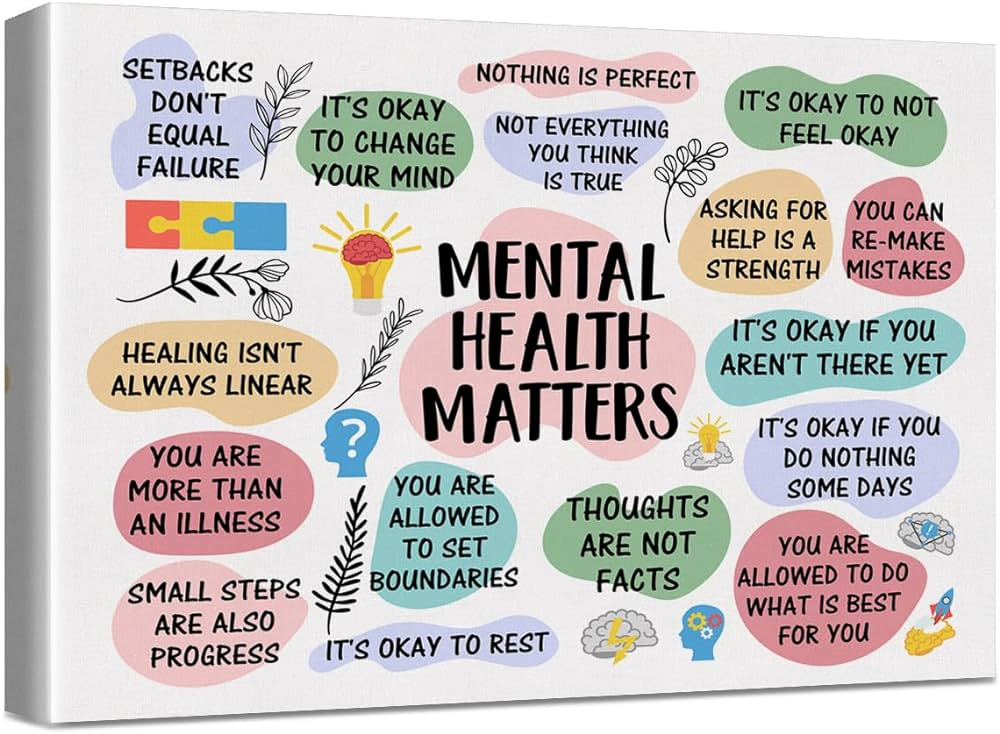 SETBACKS
DON'T
EQUAL
FAILURE
IT'S OKAY
TO CHANGE
YOUR MIND
NOTHING IS PERFECT
NOT EVERYTHING
YOU THINK
IS TRUE
IT'S OKAY TO NOT
FEEL OKAY
ASKING FOR
HELP IS A
STRENGTH
YOU CAN
RE-MAKE
MISTAKES
MENTAL
HEALTH
MATTERS
HEALING ISN'T
ALWAYS LINEAR
IT'S OKAY IF YOU
AREN'T THERE YET
YOU ARE
MORE THAN
AN ILLNESS
?
YOU ARE
ALLOWED
TO SET
BOUNDARIES
THOUGHTS
ARE NOT
FACTS
IT'S OKAY IF YOU
DO NOTHING
SOME DAYS
SMALL STEPS
ARE ALSO
PROGRESS
IT'S OKAY TO REST
YOU ARE
ALLOWED TO DO
WHAT IS BEST
FOR YOU